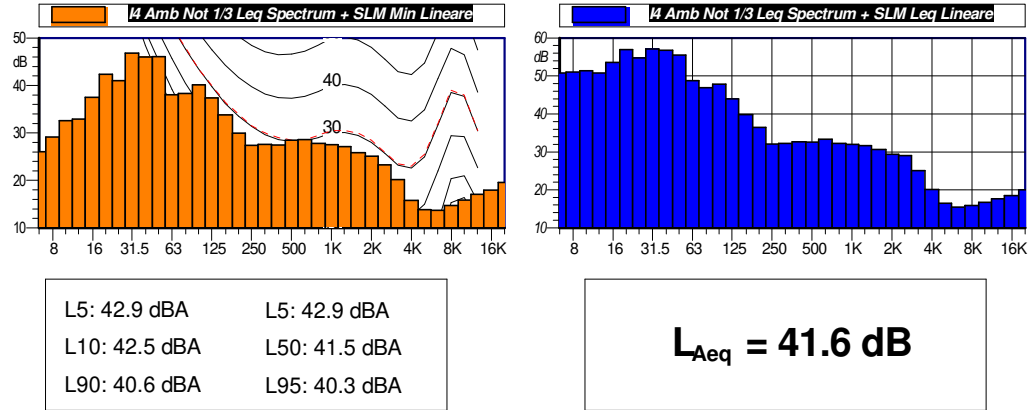 I4 Amb Not 1/3 Leq Spectrum + SLM Min Lineare
50
dB
40
30
20
10
40
30
8 16 31.5 63 125 250 500 1K 2K 4K 8K 16K
I4 Amb Not 1/3 Leq Spectrum + SLM Leq Lineare
60
dB
50
40
30
20
10
8 16 31.5 63 125 250 500 1K 2K 4K 8K 16K
L5: 42.9 dBA L5: 42.9 dBA
L10: 42.5 dBA L50: 41.5 dBA
L90: 40.6 dBA L95: 40.3 dBA
LAeq = 41.6 dB